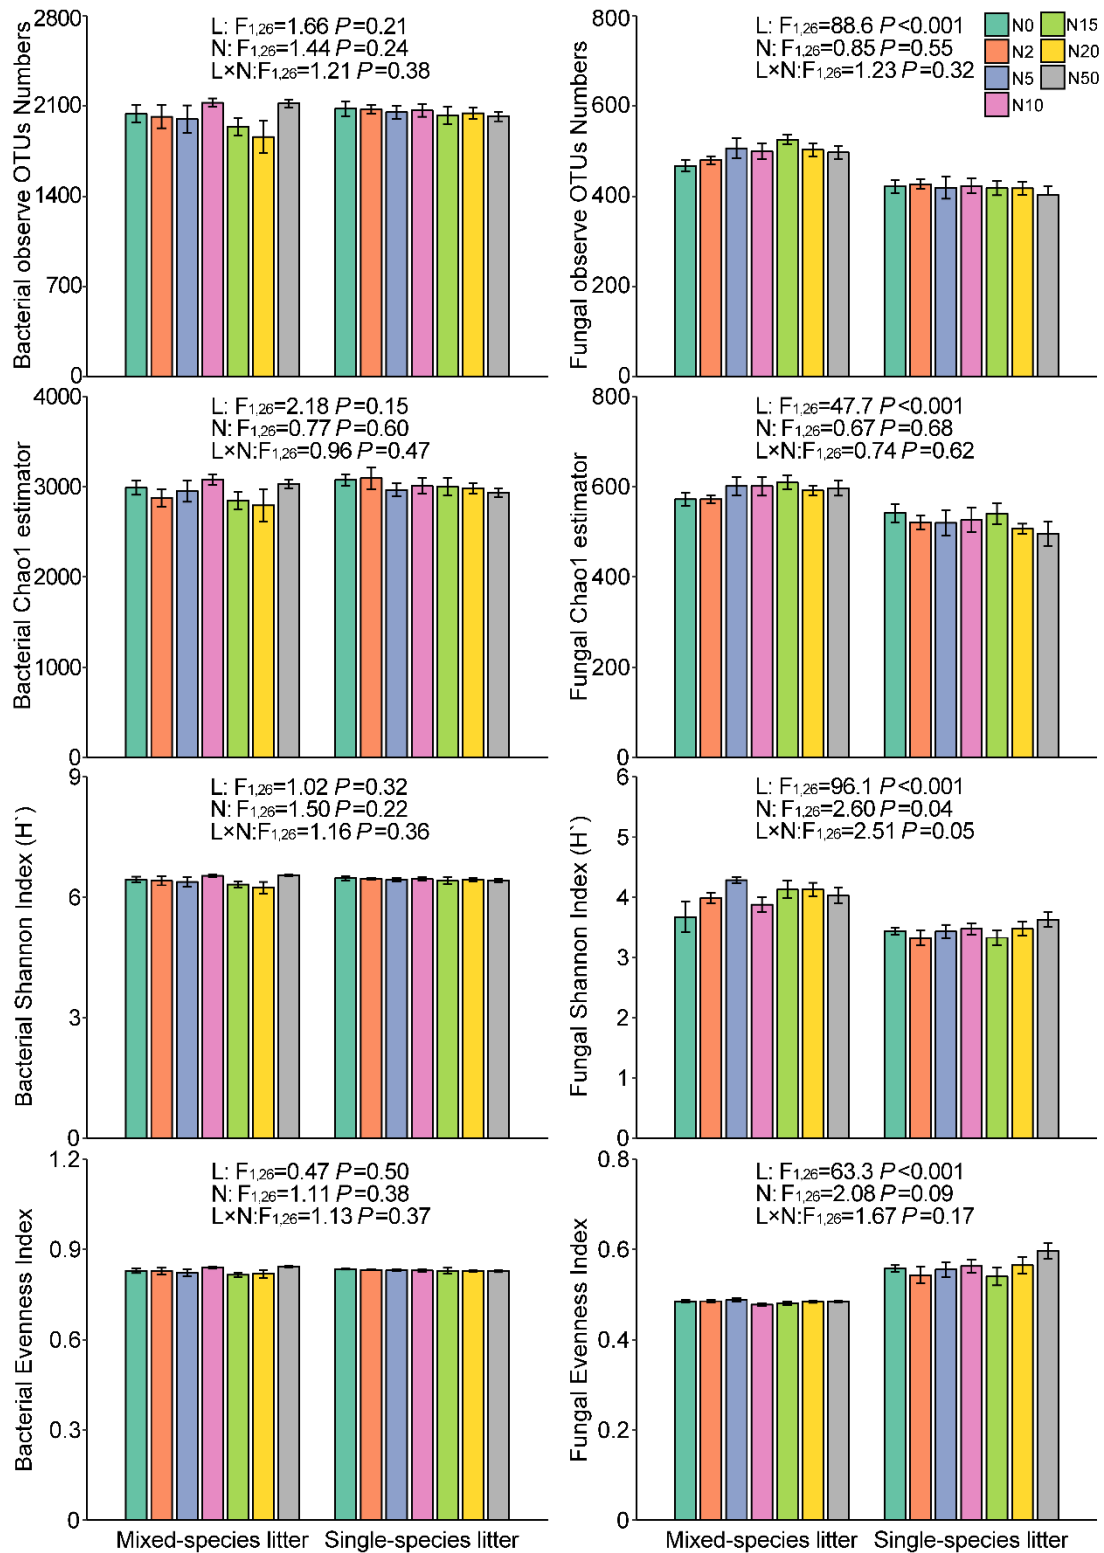 Bacterial observe OTUs Numbers
2800
2100
1400
700
0
L: F1,26=1.66 P=0.21
N: F1,26=1.44 P=0.24
L×N:F1,26=1.21 P=0.38
Fungal observe OTUs Numbers
800
600
400
200
0
L: F1,26=88.6 P<0.001
N: F1,26=0.85 P=0.55
L×N:F1,26=1.23 P=0.32
N0
N2
N5
N10
N15
N20
N50
Bacterial Chao1 estimator
4000
3000
2000
1000
0
L: F1,26=2.18 P=0.15
N: F1,26=0.77 P=0.60
L×N:F1,26=0.96 P=0.47
Fungal Chao1 estimator
800
600
400
200
0
L: F1,26=47.7 P<0.001
N: F1,26=0.67 P=0.68
L×N:F1,26=0.74 P=0.62
Bacterial Shannon Index (H`)
9
6
3
0
L: F1,26=1.02 P=0.32
N: F1,26=1.50 P=0.22
L×N:F1,26=1.16 P=0.36
Fungal Shannon Index (H`)
6
5
4
3
2
1
0
L: F1,26=96.1 P<0.001
N: F1,26=2.60 P=0.04
L×N:F1,26=2.51 P=0.05
Bacterial Evenness Index
1.2
0.9
0.6
0.3
0
L: F1,26=0.47 P=0.50
N: F1,26=1.11 P=0.38
L×N:F1,26=1.13 P=0.37
Mixed-species litter
Single-species litter
Fungal Evenness Index
0.8
0.6
0.4
0.2
0
L: F1,26=63.3 P<0.001
N: F1,26=2.08 P=0.09
L×N:F1,26=1.67 P=0.17
Mixed-species litter
Single-species litter